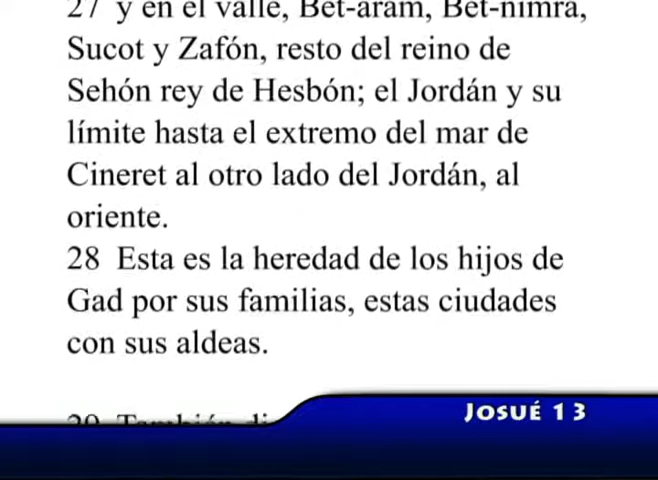 27 y en el valle, Bet-aram, Bet-nimra,
Sucot y Zafón, resto del reino de
Sehón rey de Hesbón; el Jordán y su
límite hasta el extremo del mar de
Cineret al otro lado del Jordán, al
oriente.
28 Esta es la heredad de los hijos de
Gad por sus familias, estas ciudades
con sus aldeas.
29 También
JOSUÉ 13